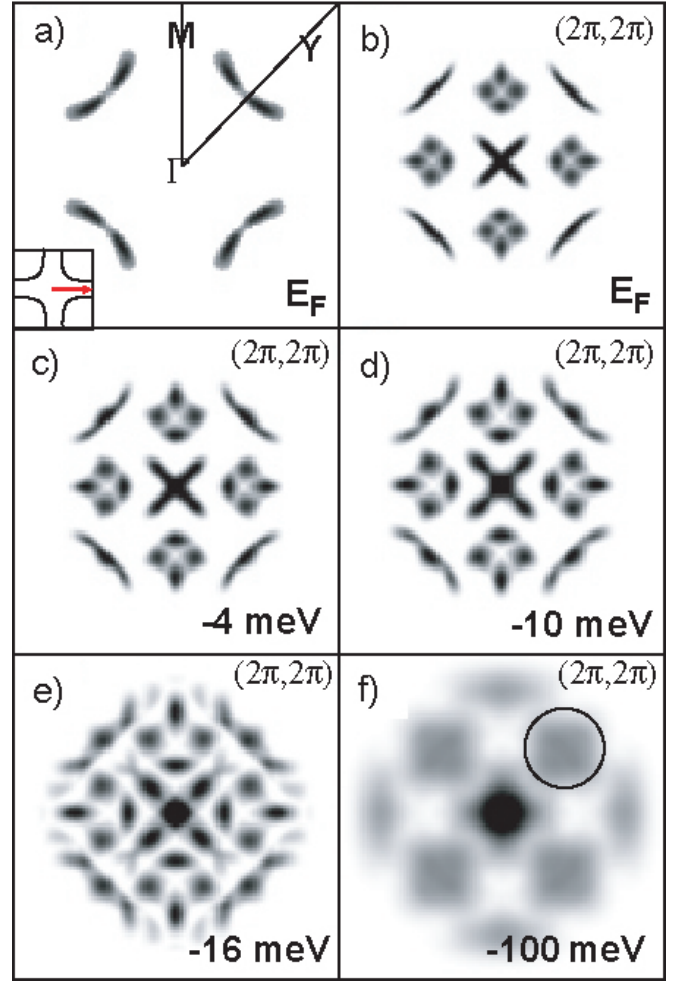 a)
M
Y
Γ
E_F
b)
(2π,2π)
E_F
c)
(2π,2π)
-4 meV
d)
(2π,2π)
-10 meV
e)
(2π,2π)
-16 meV
f)
(2π,2π)
-100 meV